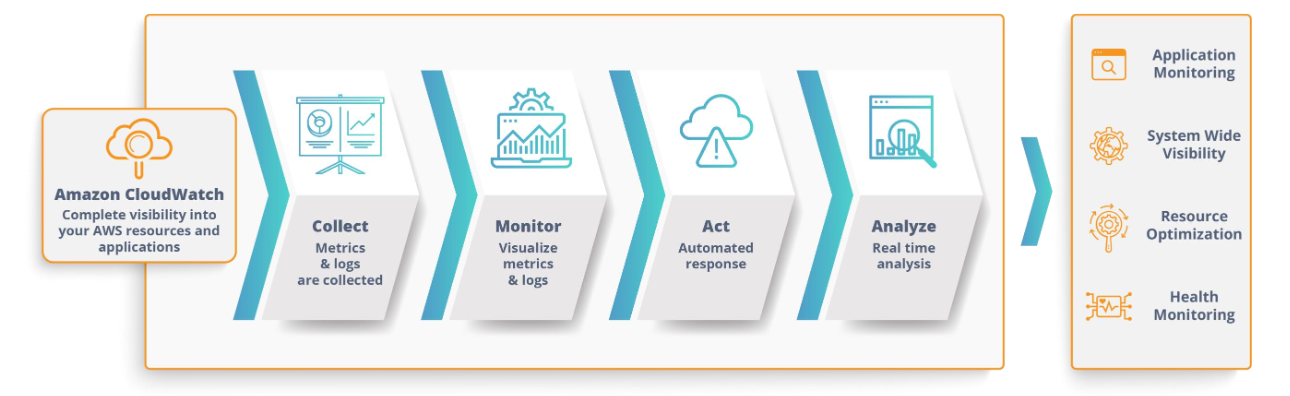 Amazon CloudWatch
Complete visibility into
your AWS resources and
applications
Collect
Metrics
& logs
are collected
Monitor
Visualize
metrics
& logs
Act
Automated
response
Analyze
Real time
analysis
Application
Monitoring
System Wide
Visibility
Resource
Optimization
Health
Monitoring